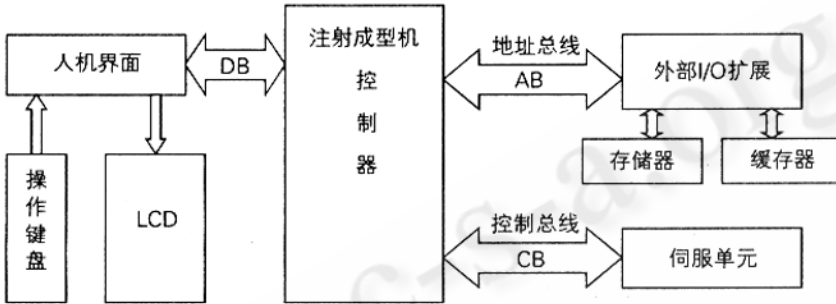 人机界面
DB
操作键盘
LCD
注射成型机
控制器
地址总线
AB
外部I/O扩展
存储器
缓存器
控制总线
CB
伺服单元